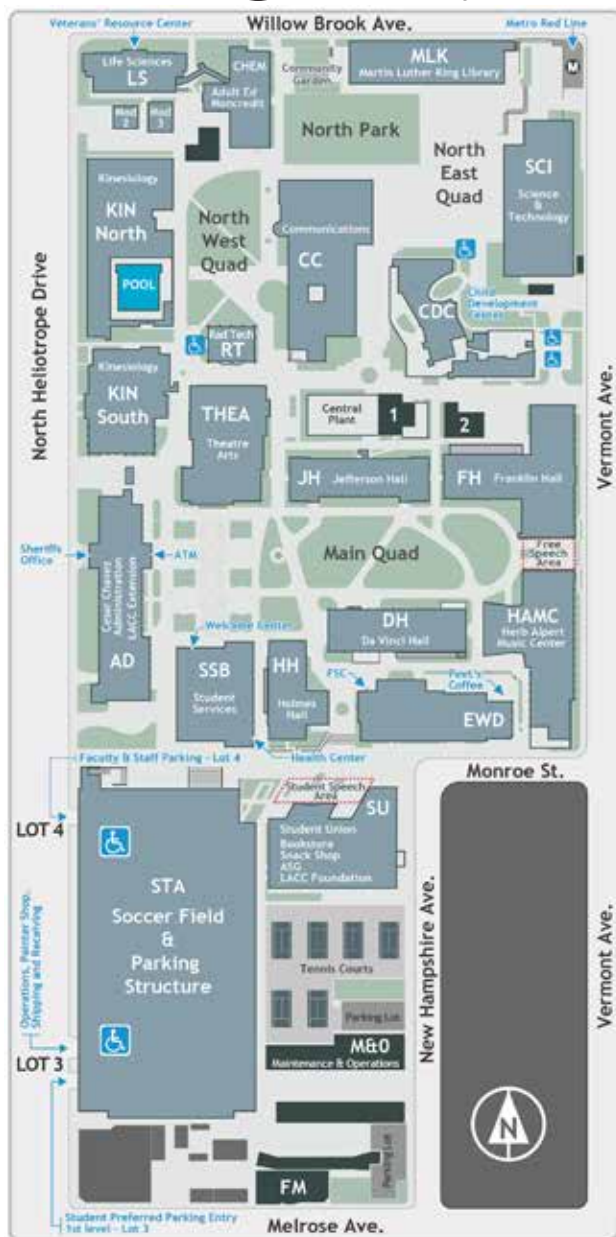 Willow Brook Ave.
Veterans' Resource Center
Metro Red Line
Life Sciences
LS
CHEM
Adult Ed/
Noncredit
Mod
2
Mod
3
Community
Garden
MLK
Martin Luther King Library
M
North Park
North
East
Quad
SCI
Science
&
Technology
Kinesiology
KIN
North
POOL
North
West
Quad
Communications
CC
CDC
Child
Development
Center
Rad Tech
RT
North Heliotrope Drive
Vermont Ave.
Kinesiology
KIN
South
THEA
Theatre
Arts
Central
Plant
1
2
JH Jefferson Hall
FH Franklin Hall
Main Quad
Free
Speech
Area
Sheriffs
Office
ATM
Cesar Chavez
Administration
LACC Extension
AD
Welcome Center
SSB
Student
Services
HH
Holmes
Hall
DH
Da Vinci Hall
HAMC
Herb Alpert
Music Center
FSC
Peet's
Coffee
EWD
Health Center
Faculty & Staff Parking - Lot 4
Monroe St.
LOT 4
Student Speech
Area
SU
Student Union
Bookstore
Snack Shop
ASG
LACC Foundation
STA
Soccer Field
&
Parking
Structure
Tennis Courts
Parking Lot
New Hampshire Ave.
Vermont Ave.
Operations, Painter Shop,
Shipping and Receiving
LOT 3
M&O
Maintenance & Operations
N
Parking Lot
FM
Student Preferred Parking Entry
1st level - Lot 3
Melrose Ave.